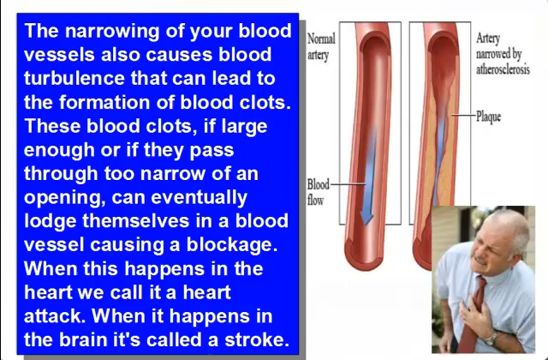 The narrowing of your blood
vessels also causes blood
turbulence that can lead to
the formation of blood clots.
These blood clots, if large
enough or if they pass
through too narrow of an
opening, can eventually
lodge themselves in a blood
vessel causing a blockage.
When this happens in the
heart we call it a heart
attack. When it happens in
the brain it's called a stroke.
Normal
artery
Blood
flow
Artery
narrowed by
atherosclerosis
Plaque